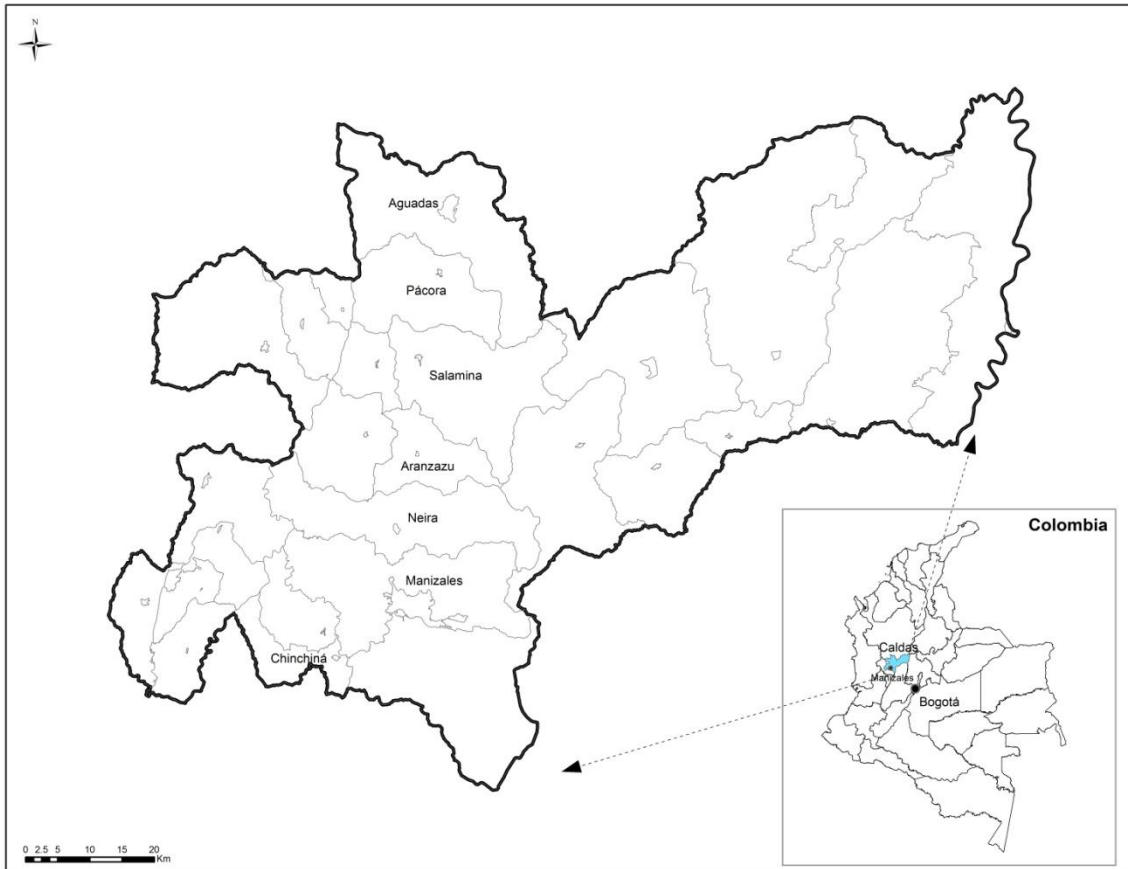 N
Aguadas
Pácora
Salamina
Aranzazu
Neira
Manizales
Chinchiná
Colombia
Caldas
Manizales
Bogotá
0 2.5 5 10 15 20
Km